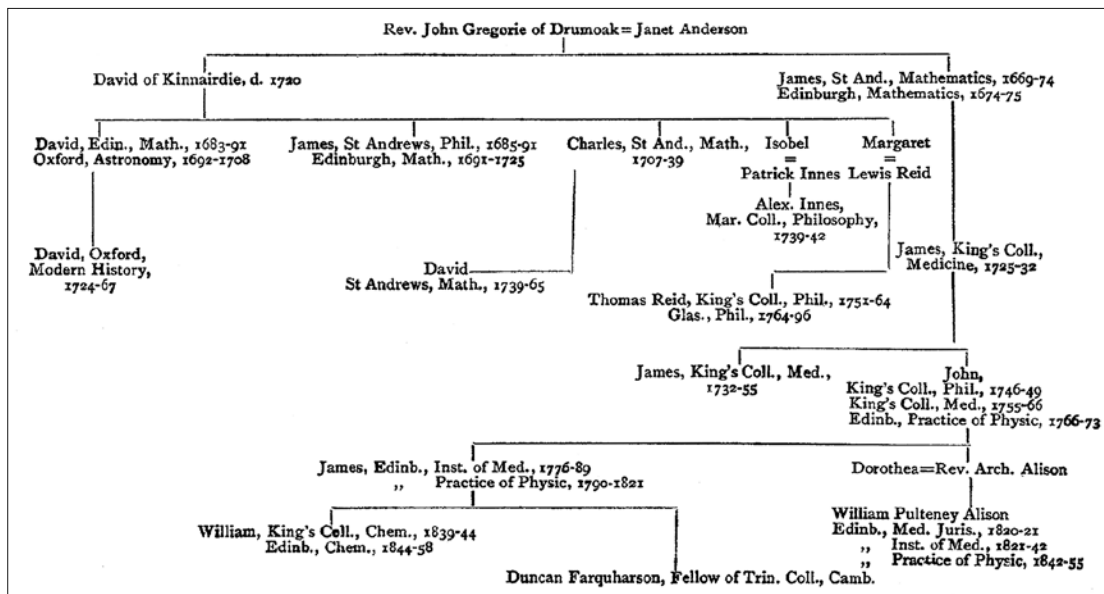 Rev. John Gregorie of Drumoak = Janet Anderson
David of Kinnairdie, d. 1720
James, St And., Mathematics, 1669-74
Edinburgh, Mathematics, 1674-75
David, Edin., Math., 1683-91
Oxford, Astronomy, 1692-1708
James, St Andrews, Phil., 1685-91
Edinburgh, Math., 1691-1725
Charles, St And., Math.,
1707-39
Isobel
=
Patrick Innes
Margaret
=
Lewis Reid
Alex. Innes,
Mar. Coll., Philosophy,
1739-42
David, Oxford,
Modern History,
1724-67
David
St Andrews, Math., 1739-65
James, King's Coll.,
Medicine, 1725-32
Thomas Reid, King's Coll., Phil., 1751-64
Glas., Phil., 1764-96
James, King's Coll., Med.,
1732-55
John,
King's Coll., Phil., 1746-49
King's Coll., Med., 1755-66
Edinb., Practice of Physic, 1766-73
James, Edinb., Inst. of Med., 1776-89
,, Practice of Physic, 1790-1821
Dorothea=Rev. Arch. Alison
William, King's Coll., Chem., 1839-44
Edinb., Chem., 1844-58
William Pulteney Alison
Edinb., Med. Juris., 1820-21
,, Inst. of Med., 1821-42
,, Practice of Physic, 1842-55
Duncan Farquharson, Fellow of Trin. Coll., Camb.